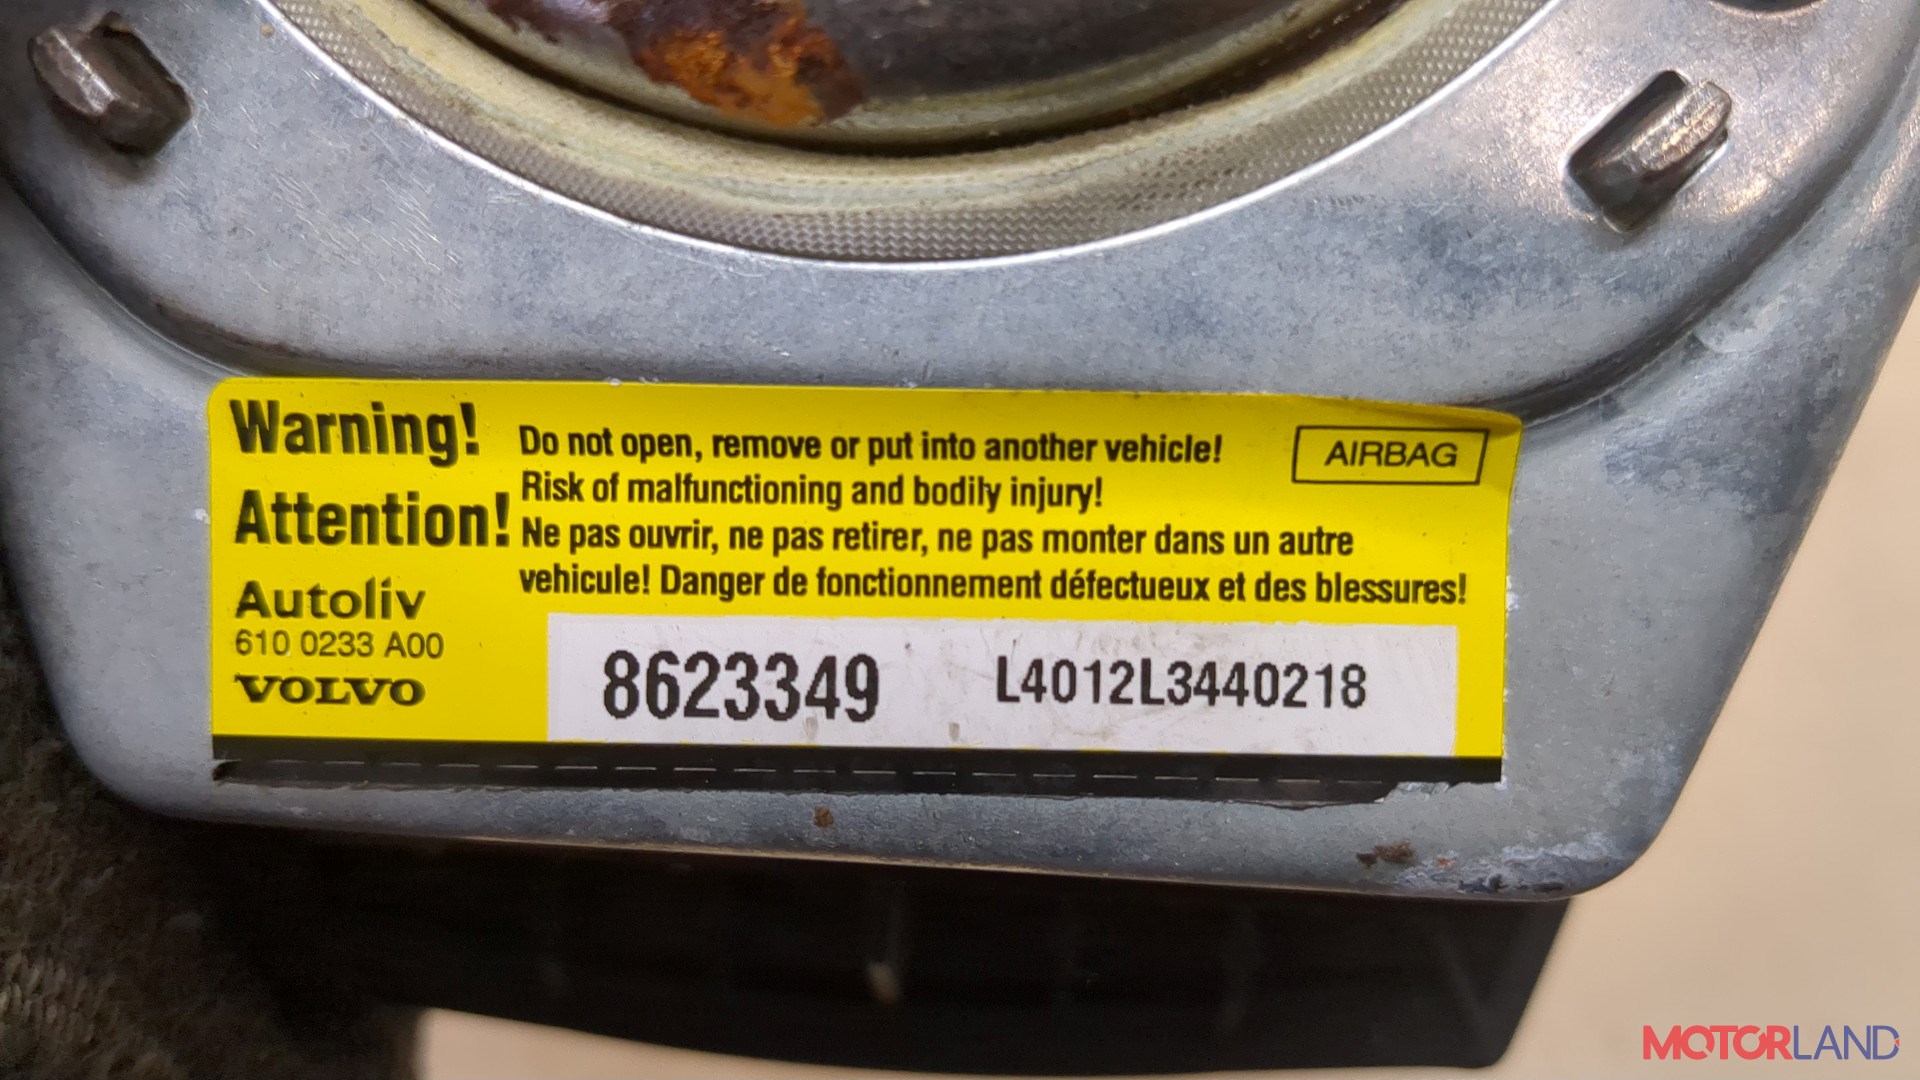 Warning!
Attention!
Do not open, remove or put into another vehicle!
Risk of malfunctioning and bodily injury!
Ne pas ouvrir, ne pas retirer, ne pas monter dans un autre
vehicule! Danger de fonctionnement défectueux et des blessures!
AIRBAG
Autoliv
610 0233 A00
VOLVO
8623349
L4012L3440218
MOTORLAND